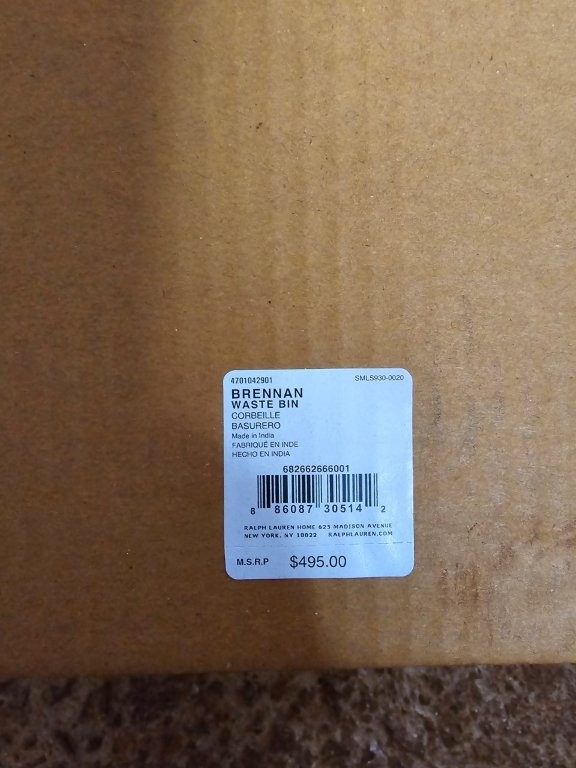 4701042901 SMLS930-0020
BRENNAN
WASTE BIN
CORBEILLE
BASURERO
Made in India
FABRIQUÉ EN INDE
HECHO EN INDIA
682662666001
8 86087 30514 2
RALPH LAUREN HOME 625 MADISON AVENUE
NEW YORK, NY 10022 RALPHLAUREN.COM
M.S.R.P $495.00